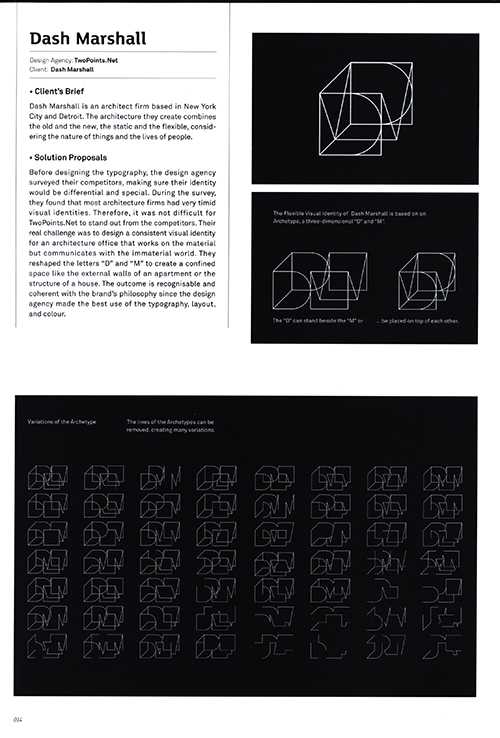 Dash Marshall
Design Agency: TwoPoints.Net
Client: Dash Marshall
• Client's Brief
Dash Marshall is an architect firm based in New York
City and Detroit. The architecture they create combines
the old and the new, the static and the flexible, consid-
ering the nature of things and the lives of people.
• Solution Proposals
Before designing the typography, the design agency
surveyed their competitors, making sure their identity
would be differential and special. During the survey,
they found that most architecture firms had very timid
visual identities. Therefore, it was not difficult for
TwoPoints.Net to stand out from the competitors. Their
real challenge was to design a consistent visual identity
for an architecture office that works on the material
but communicates with the immaterial world. They
reshaped the letters "D" and "M" to create a confined
space like the external walls of an apartment or the
structure of a house. The outcome is recognisable and
coherent with the brand's philosophy since the design
agency made the best use of the typography, layout,
and colour.
The Flexible Visual Identity of Dash Marshall is based on an
Archetype, a three-dimensional "D" and "M".
The "D" can stand beside the "M" or
... be placed on top of each other.
Variations of the Archetype
The lines of the Archetypes can be
removed, creating many variations.
014